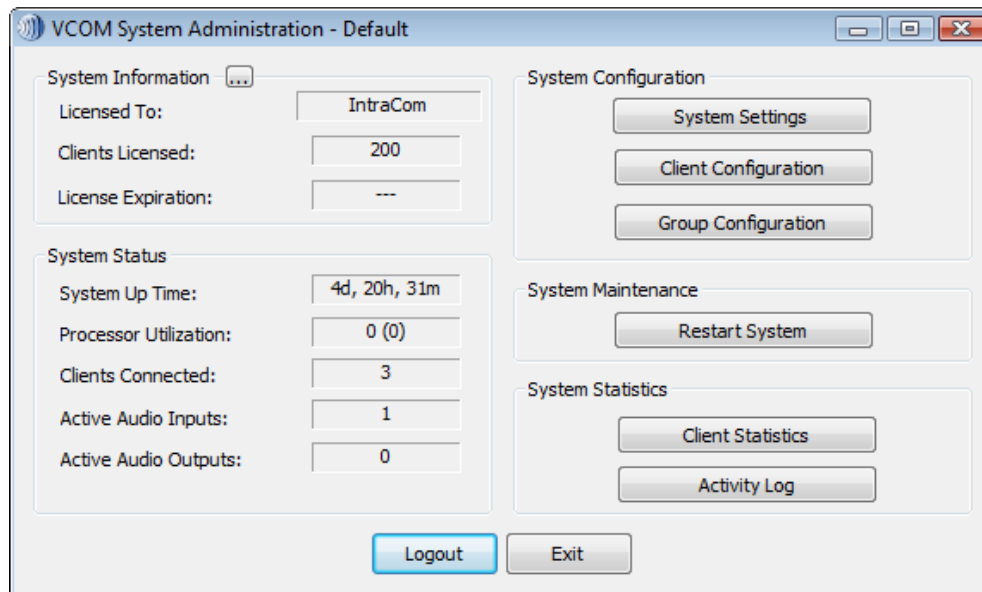 VCOM System Administration - Default
System Information ...
Licensed To: IntraCom
Clients Licensed: 200
License Expiration: ---
System Status
System Up Time: 4d, 20h, 31m
Processor Utilization: 0 (0)
Clients Connected: 3
Active Audio Inputs: 1
Active Audio Outputs: 0
System Configuration
System Settings
Client Configuration
Group Configuration
System Maintenance
Restart System
System Statistics
Client Statistics
Activity Log
Logout Exit